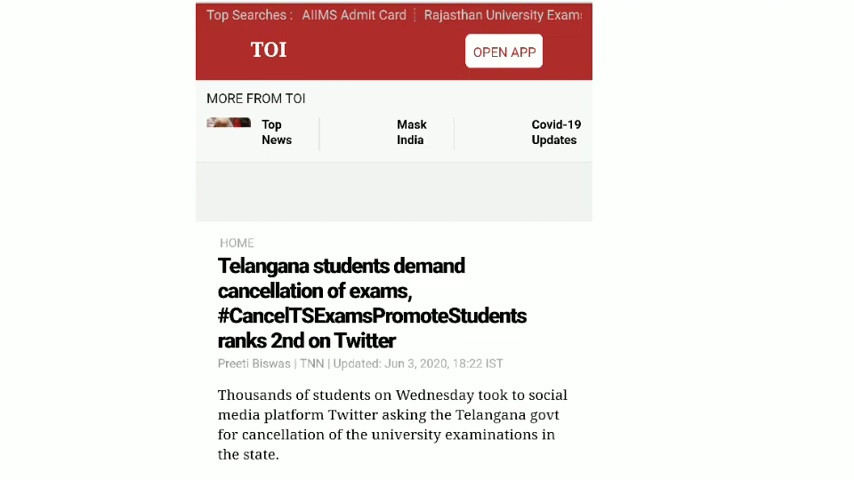 Top Searches : AIIMS Admit Card Rajasthan University Exams
TOI
OPEN APP
MORE FROM TOI
Top News
Mask India
Covid-19 Updates
HOME
Telangana students demand
cancellation of exams,
#CancelTSExamsPromoteStudents
ranks 2nd on Twitter
Preeti Biswas | TNN | Updated: Jun 3, 2020, 18:22 IST
Thousands of students on Wednesday took to social
media platform Twitter asking the Telangana govt
for cancellation of the university examinations in
the state.